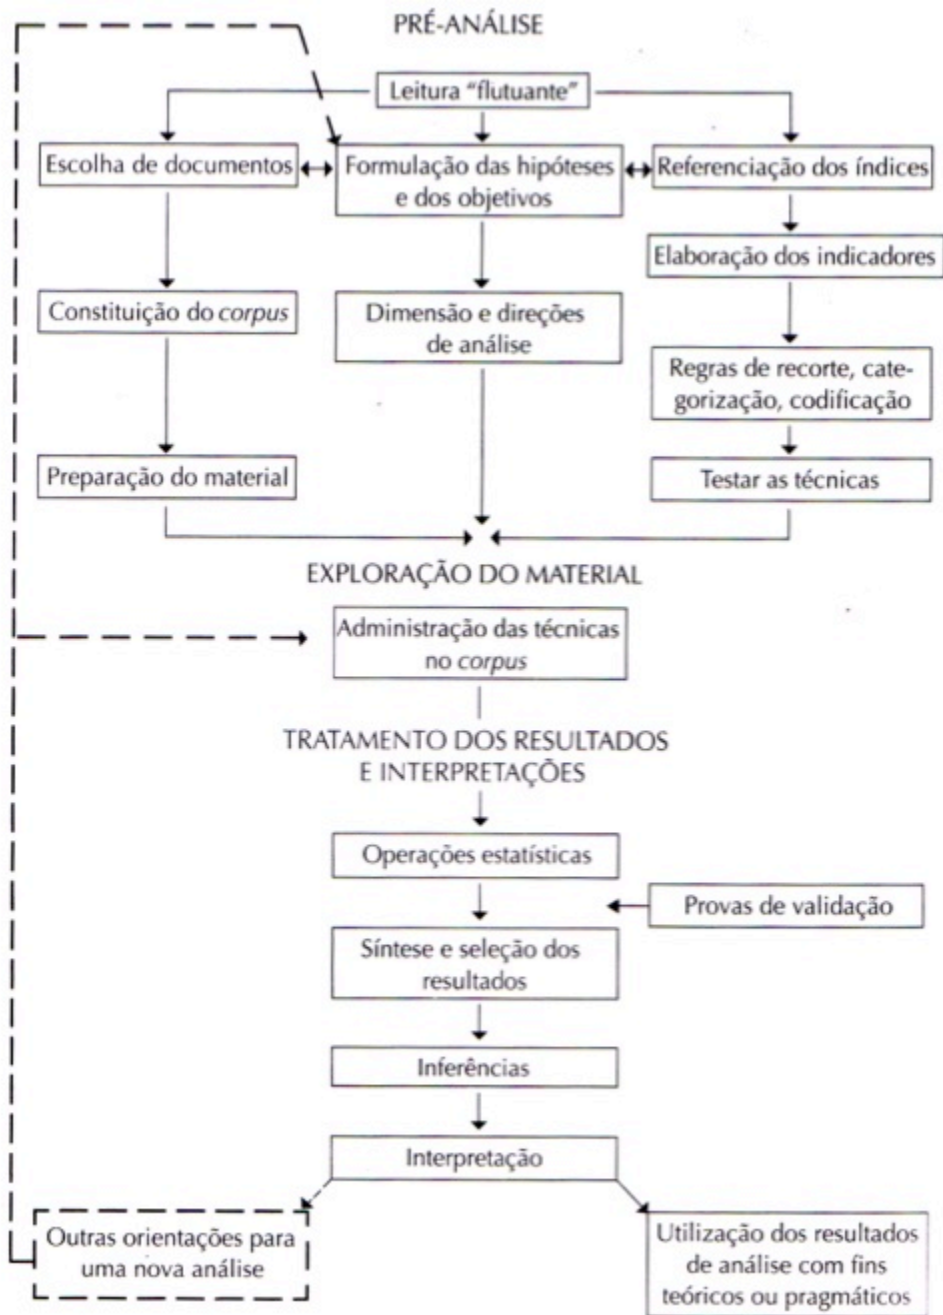 PRÉ-ANÁLISE
Leitura "flutuante"
Escolha de documentos
Formulação das hipóteses
e dos objetivos
Referenciação dos índices
Elaboração dos indicadores
Constituição do corpus
Dimensão e direções
de análise
Regras de recorte, cate-
gorização, codificação
Preparação do material
Testar as técnicas
EXPLORAÇÃO DO MATERIAL
Administração das técnicas
no corpus
TRATAMENTO DOS RESULTADOS
E INTERPRETAÇÕES
Operações estatísticas
Provas de validação
Síntese e seleção dos
resultados
Inferências
Interpretação
Outras orientações para
uma nova análise
Utilização dos resultados
de análise com fins
teóricos ou pragmáticos